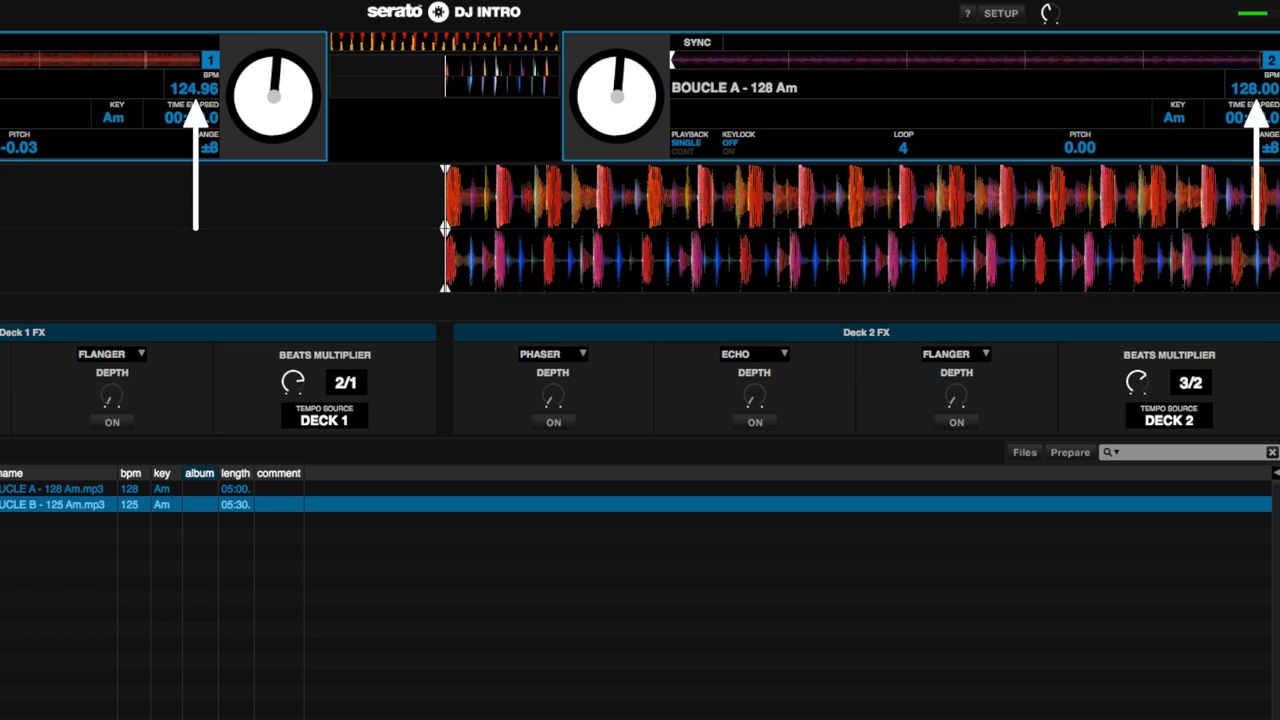 serato DJ INTRO
? SETUP
1
BPM
124.96
KEY
Am
TIME ELAPSED
PITCH
-0.03
±8
SYNC
2
BOUCLE A - 128 Am
BPM
128.00
KEY
Am
PLAYBACK
SINGLE
CONT
KEYLOCK
OFF
ON
LOOP
4
PITCH
0.00
±8
Deck 1 FX
FLANGER
DEPTH
ON
BEATS MULTIPLIER
2/1
TEMPO SOURCE
DECK 1
Deck 2 FX
PHASER
DEPTH
ON
ECHO
DEPTH
ON
FLANGER
DEPTH
ON
BEATS MULTIPLIER
3/2
TEMPO SOURCE
DECK 2
Files Prepare
name bpm key album length comment
UCLE A - 128 Am.mp3 128 Am 05:00.
UCLE B - 125 Am.mp3 125 Am 05:30.